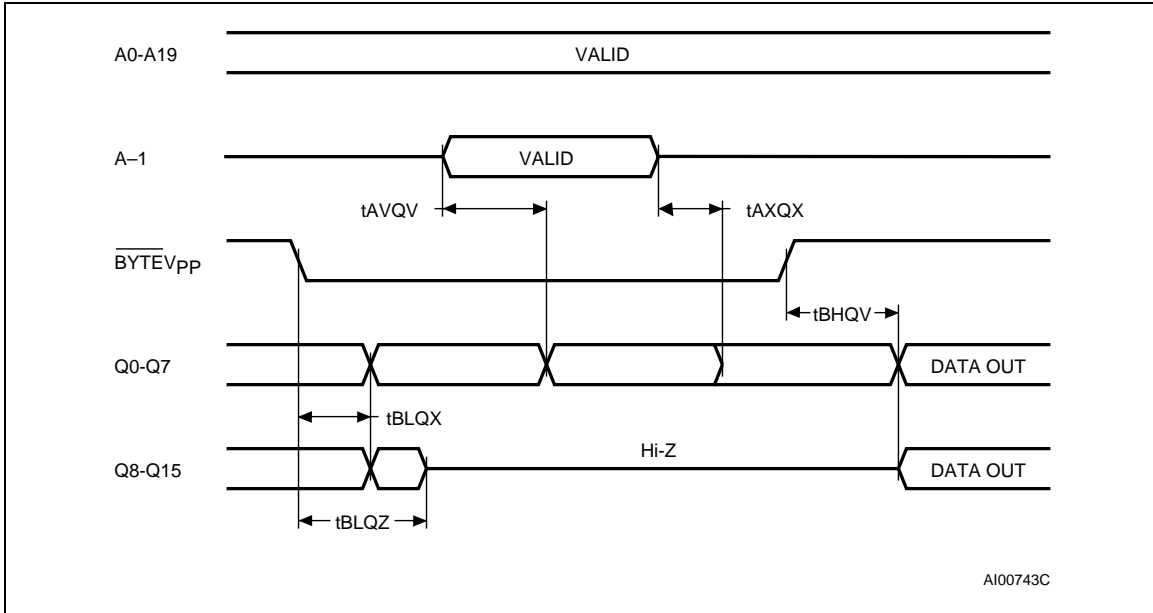 A0-A19
VALID
A–1
VALID
tAVQV
tAXQX
BYTEVPP
tBHQV
Q0-Q7
DATA OUT
tBLQX
Hi-Z
Q8-Q15
DATA OUT
tBLQZ
AI00743C